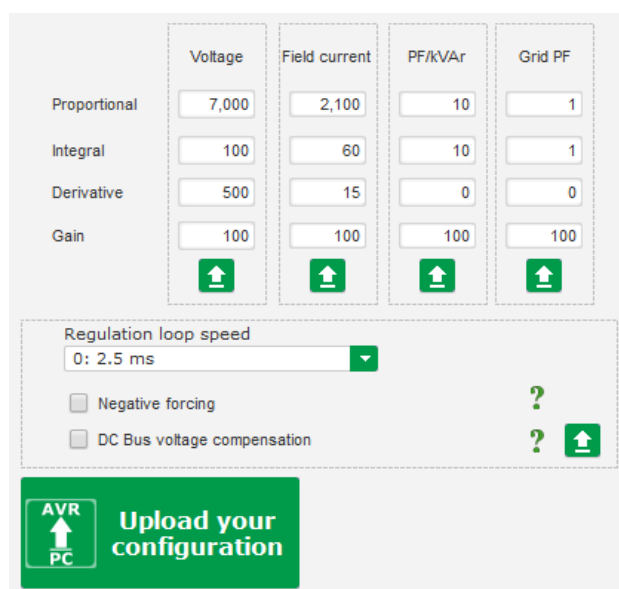 Voltage Field current PF/kVAr Grid PF
Proportional 7,000 2,100 10 1
Integral 100 60 10 1
Derivative 500 15 0 0
Gain 100 100 100 100
Regulation loop speed
0: 2.5 ms
Negative forcing ?
DC Bus voltage compensation ?
AVR
PC
Upload your
configuration